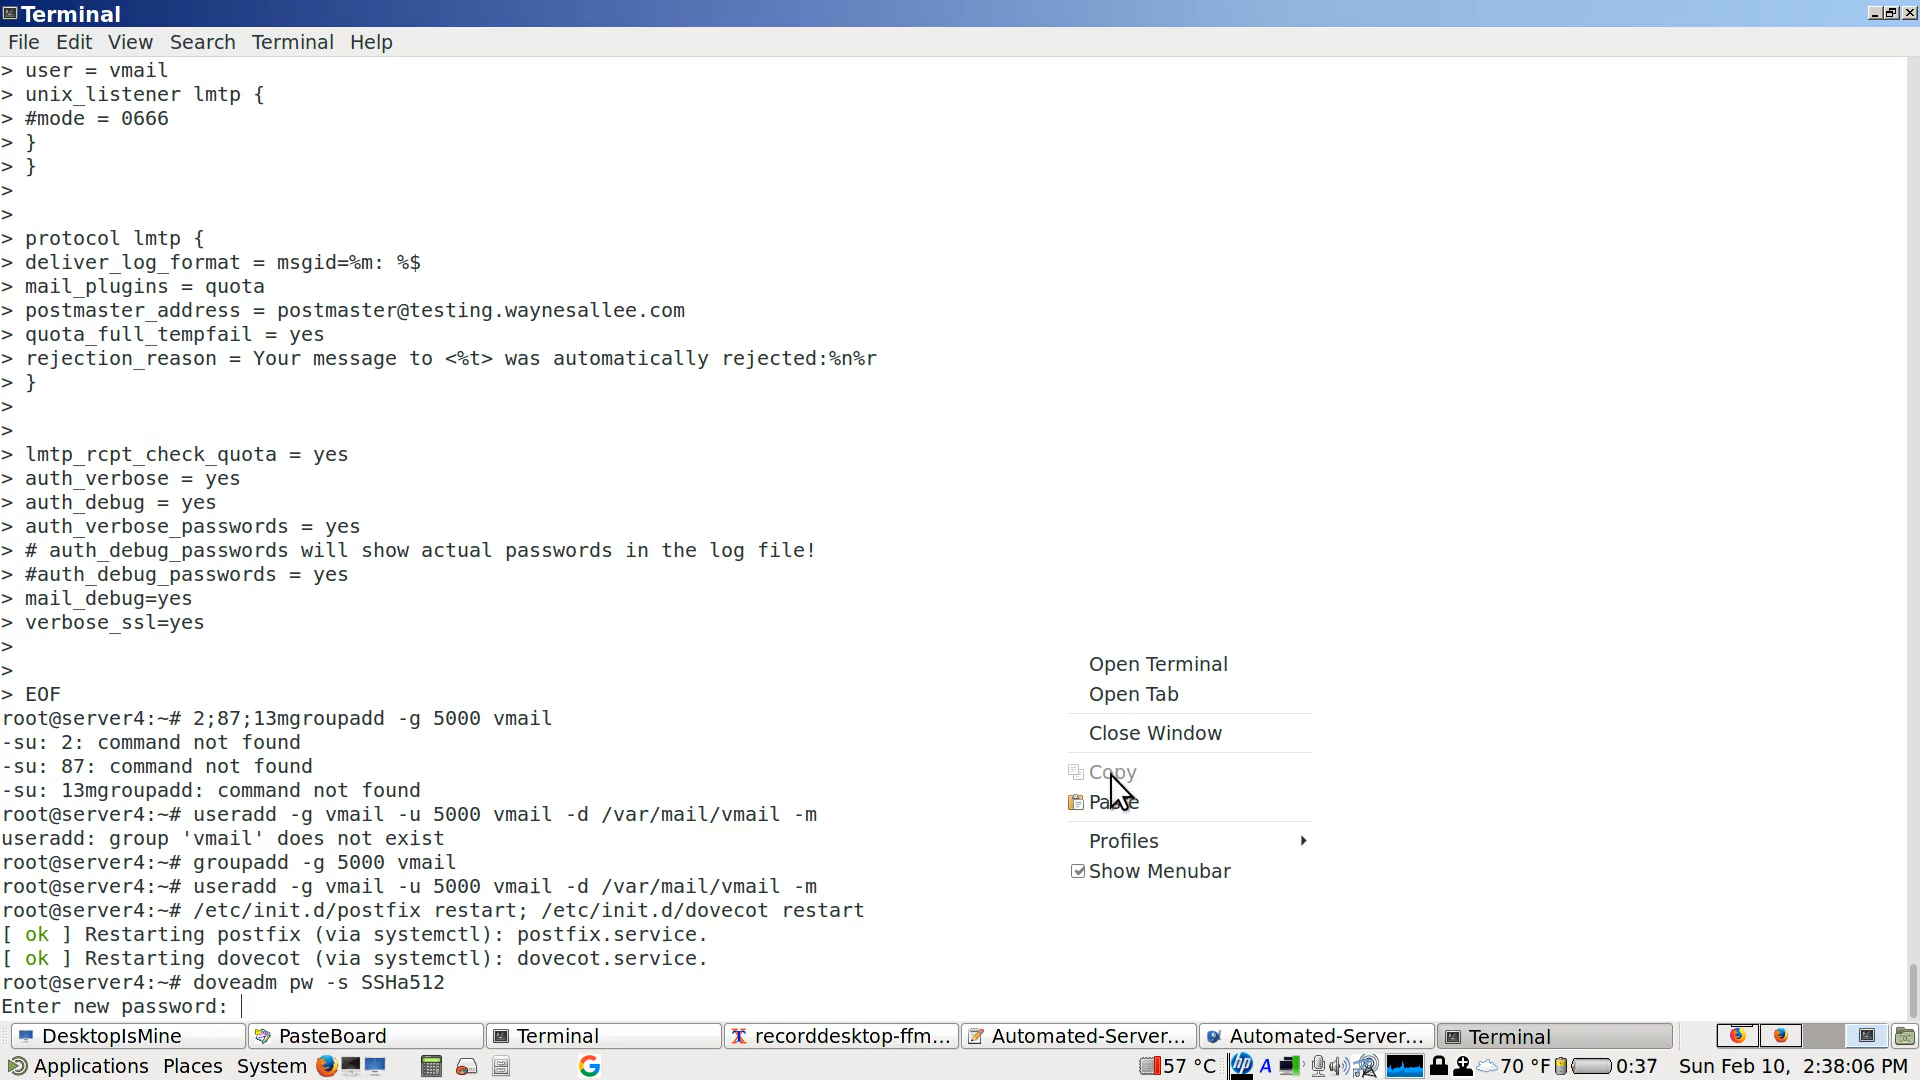 Terminal
File Edit View Search Terminal Help
> user = vmail
> unix_listener lmtp {
> #mode = 0666
> }
> }
>
>
> protocol lmtp {
> deliver_log_format = msgid=%m: %$
> mail_plugins = quota
> postmaster_address = postmaster@testing.waynesallee.com
> quota_full_tempfail = yes
> rejection_reason = Your message to <%t> was automatically rejected:%n%r
> }
>
>
> lmtp_rcpt_check_quota = yes
> auth_verbose = yes
> auth_debug = yes
> auth_verbose_passwords = yes
> # auth_debug_passwords will show actual passwords in the log file!
> #auth_debug_passwords = yes
> mail_debug=yes
> verbose_ssl=yes
>
>
> EOF
root@server4:~# 2;87;13mgroupadd -g 5000 vmail
-su: 2: command not found
-su: 87: command not found
-su: 13mgroupadd: command not found
root@server4:~# useradd -g vmail -u 5000 vmail -d /var/mail/vmail -m
useradd: group 'vmail' does not exist
root@server4:~# groupadd -g 5000 vmail
root@server4:~# useradd -g vmail -u 5000 vmail -d /var/mail/vmail -m
root@server4:~# /etc/init.d/postfix restart; /etc/init.d/dovecot restart
[ ok ] Restarting postfix (via systemctl): postfix.service.
[ ok ] Restarting dovecot (via systemctl): dovecot.service.
root@server4:~# doveadm pw -s SSHa512
Enter new password:
Open Terminal
Open Tab
Close Window
Copy
Paste
Profiles
Show Menubar
DesktopIsMine PasteBoard Terminal recorddesktop-ffm... Automated-Server... Automated-Server... Terminal
Applications Places System 57 °C hp A 70 °F 0:37 Sun Feb 10, 2:38:06 PM